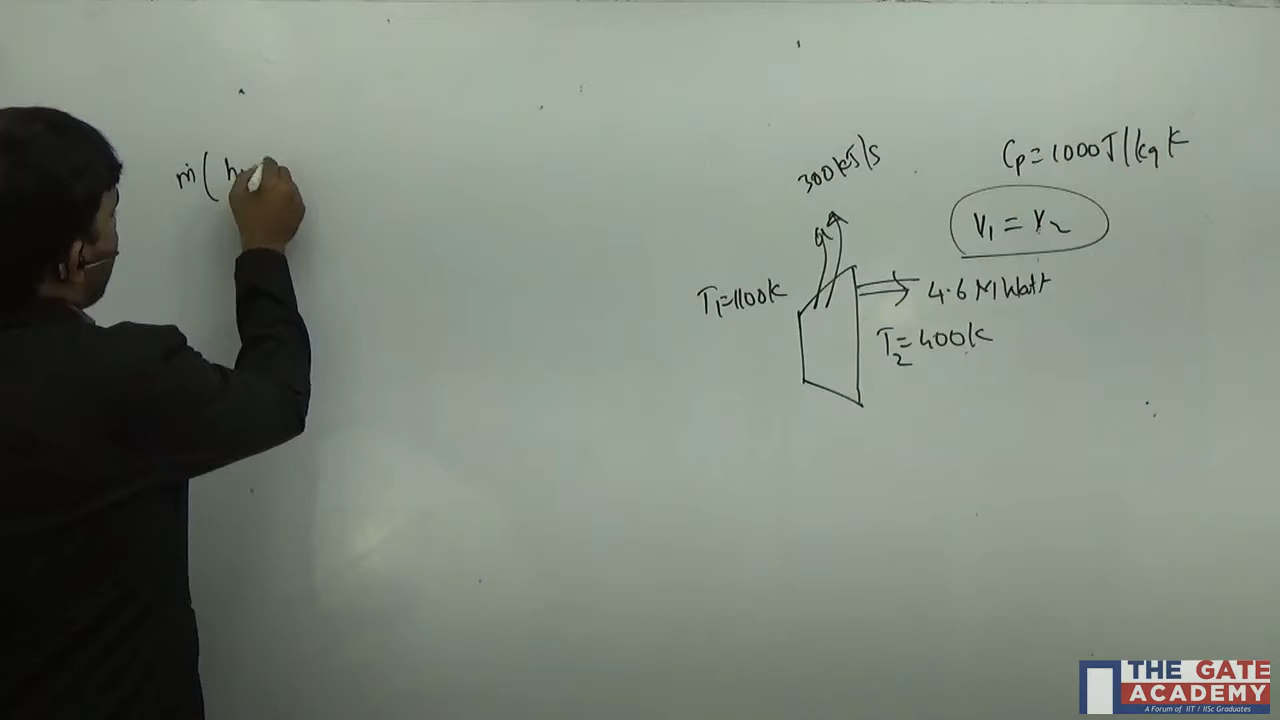 ṁ ( h
300 kJ/s
Cp = 1000 J/kg K
V₁ = V₂
T₁=1100K
4.6 M Watt
T₂ = 400K
THE GATE
ACADEMY
A Forum of IIT / IISc Graduates